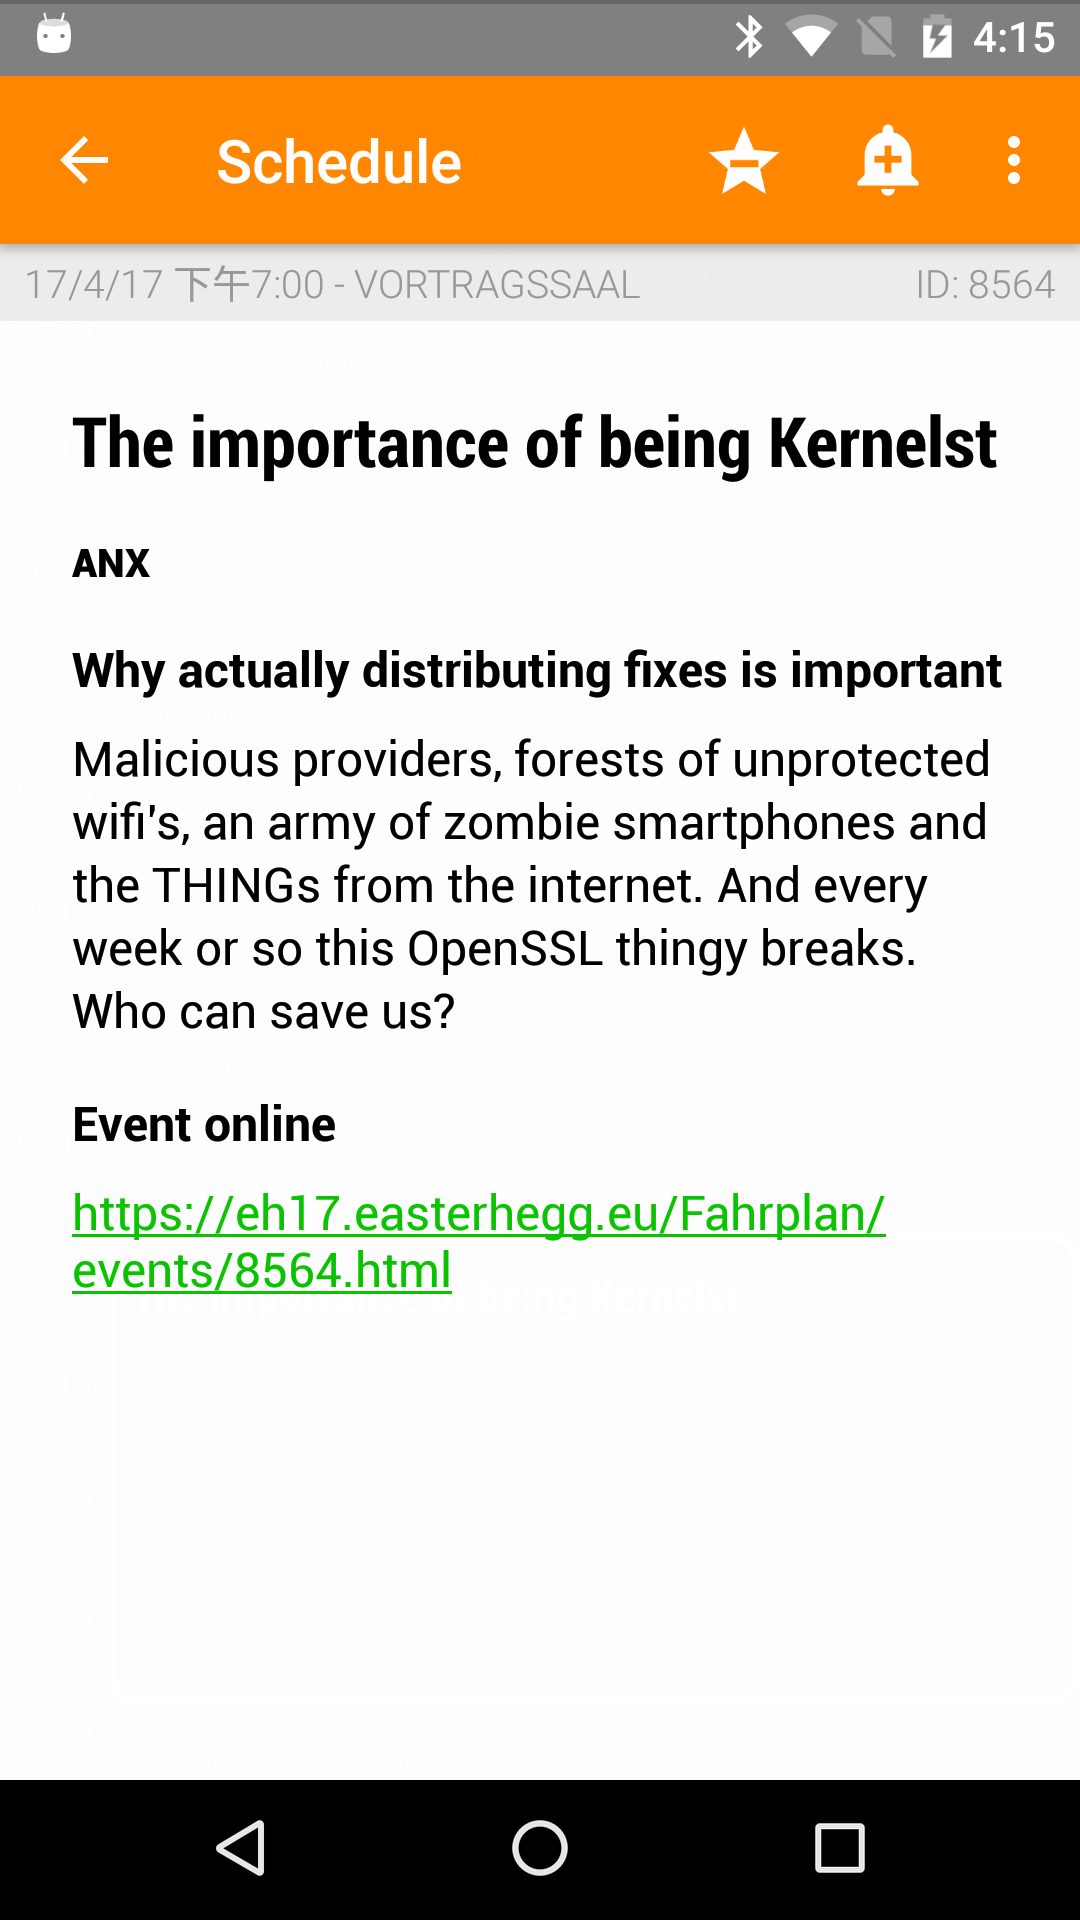 4:15
Schedule
17/4/17 下午7:00 - VORTRAGSSAAL ID: 8564
The importance of being Kernelst
ANX
Why actually distributing fixes is important
Malicious providers, forests of unprotected
wifi's, an army of zombie smartphones and
the THINGs from the internet. And every
week or so this OpenSSL thingy breaks.
Who can save us?
Event online
https://eh17.easterhegg.eu/Fahrplan/
events/8564.html